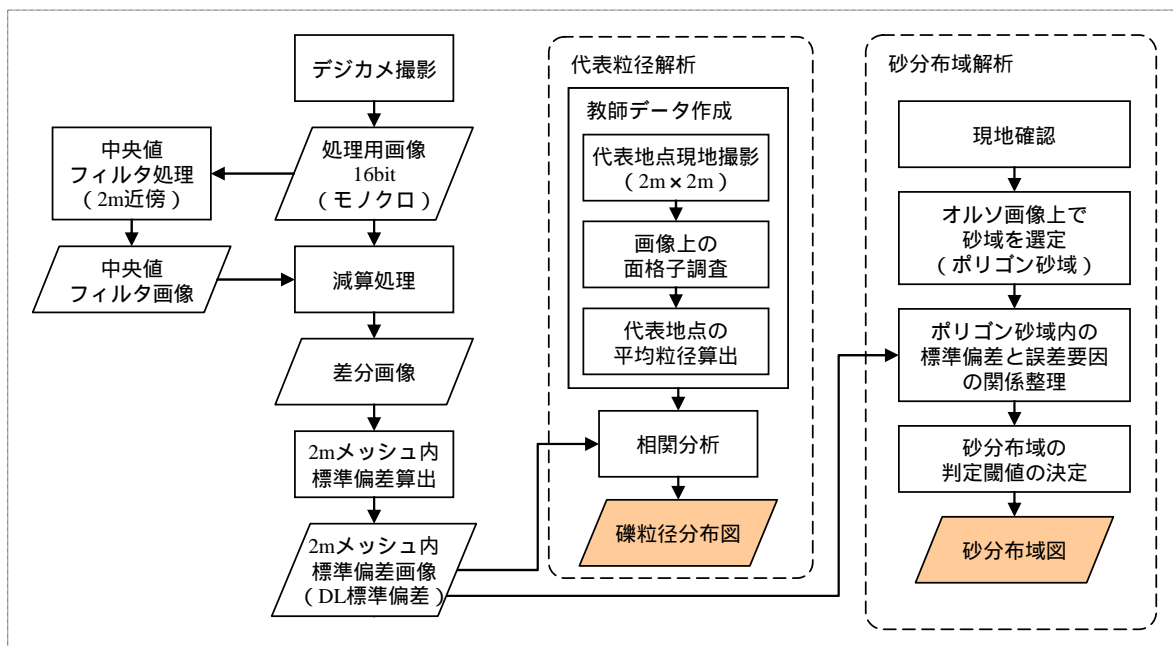 デジカメ撮影
処理用画像
16bit
（モノクロ）
中央値
フィルタ処理
（2m近傍）
中央値
フィルタ画像
減算処理
差分画像
2mメッシュ内
標準偏差算出
2mメッシュ内
標準偏差画像
（DL標準偏差）
代表粒径解析
教師データ作成
代表地点現地撮影
（2m×2m）
画像上の
面格子調査
代表地点の
平均粒径算出
相関分析
礫粒径分布図
砂分布域解析
現地確認
オルソ画像上で
砂域を選定
（ポリゴン砂域）
ポリゴン砂域内の
標準偏差と誤差要因
の関係整理
砂分布域の
判定閾値の決定
砂分布域図